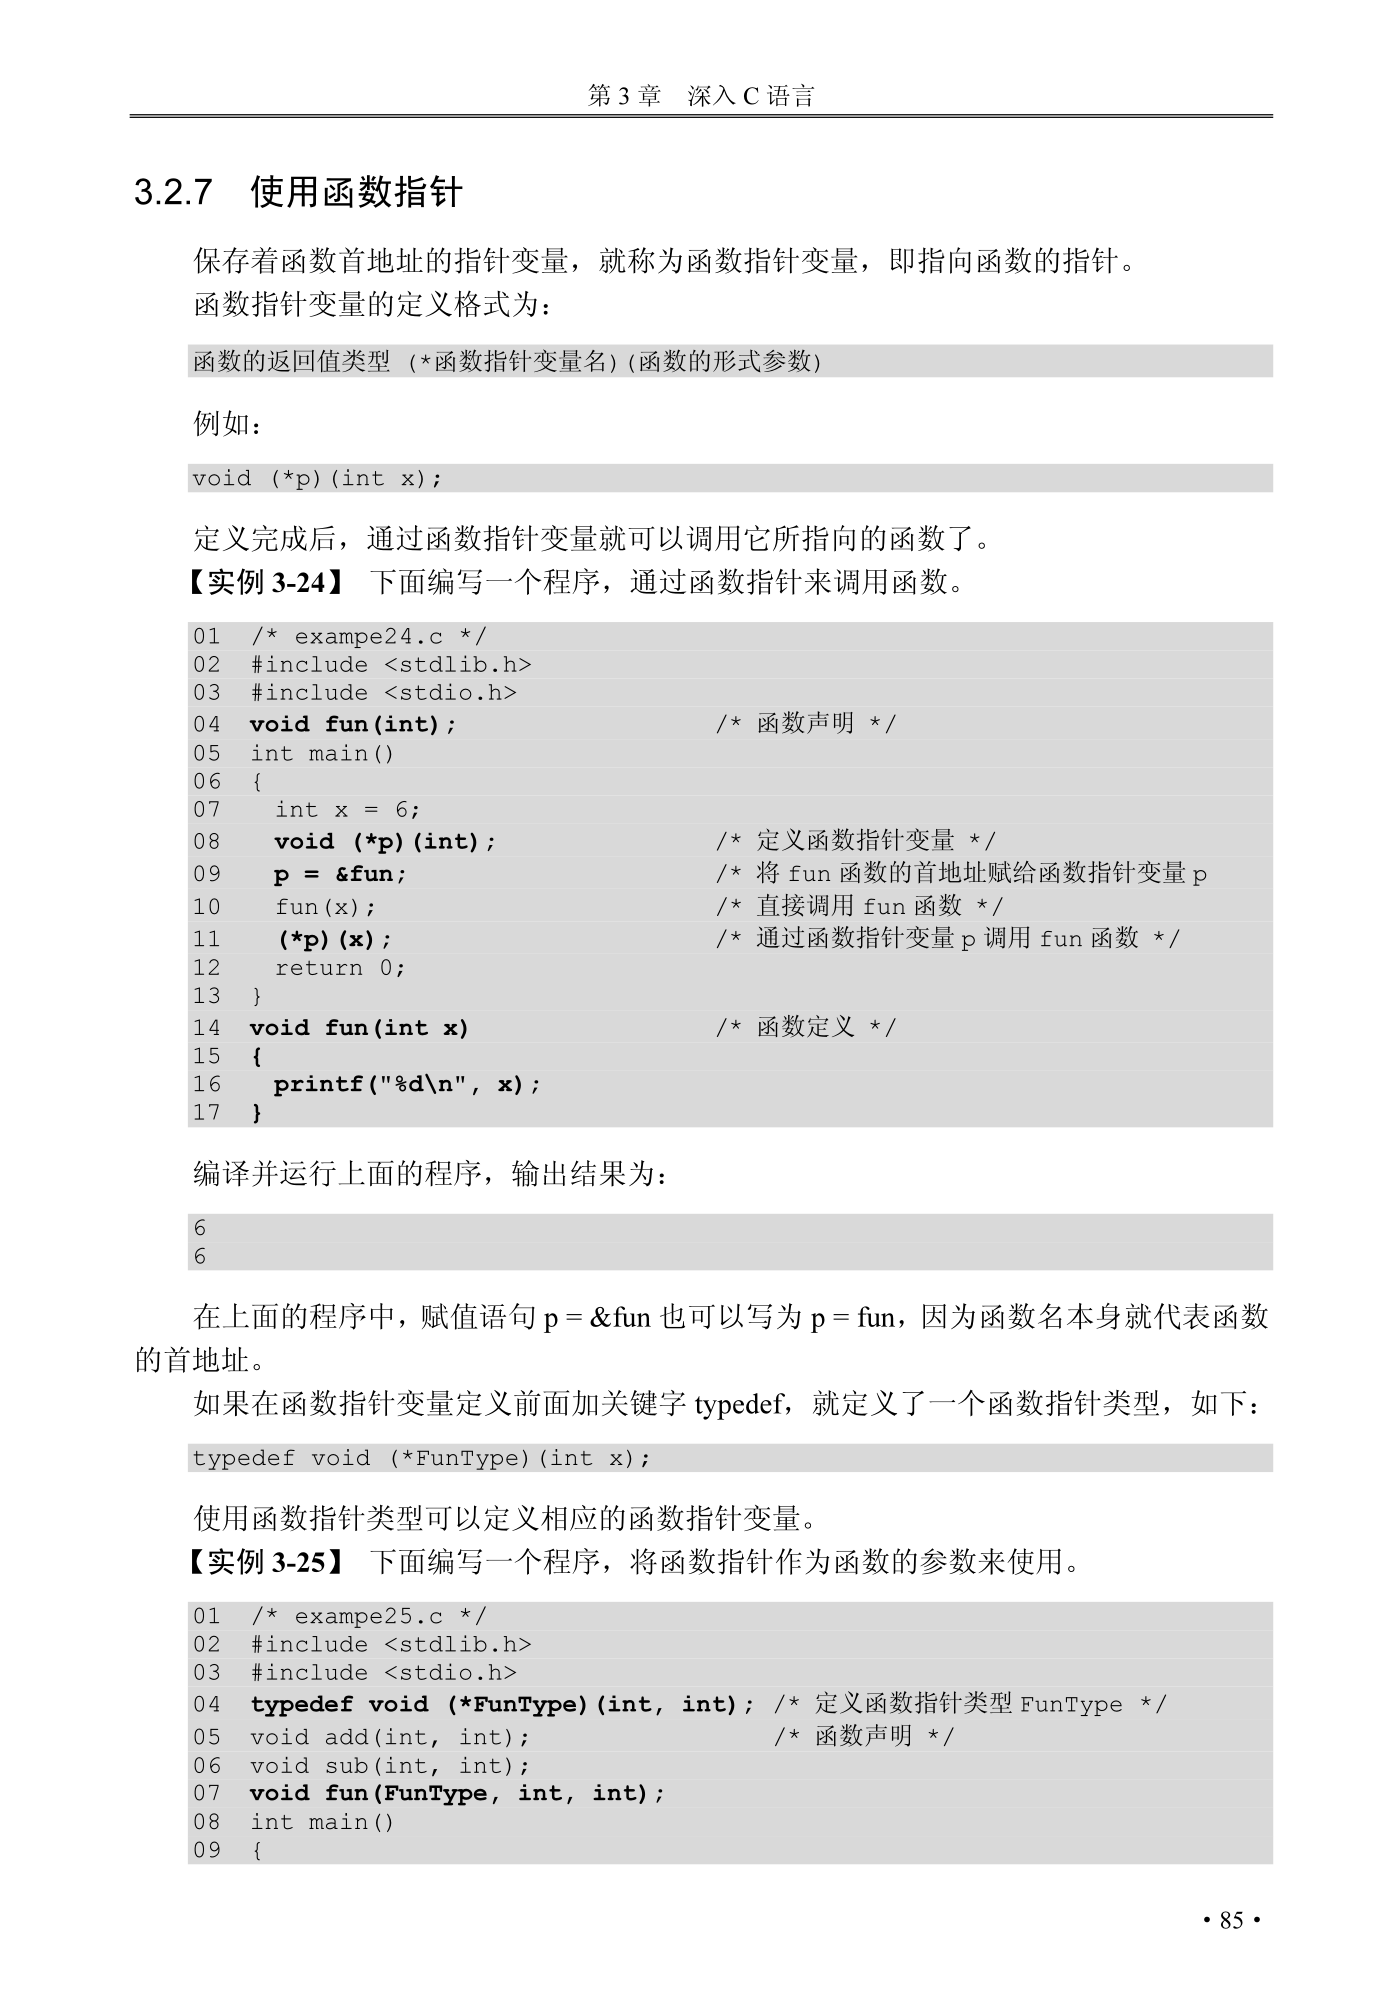 第 3 章　深入 C 语言
3.2.7　使用函数指针
保存着函数首地址的指针变量，就称为函数指针变量，即指向函数的指针。
函数指针变量的定义格式为：
函数的返回值类型 (*函数指针变量名)(函数的形式参数)
例如：
void (*p)(int x);
定义完成后，通过函数指针变量就可以调用它所指向的函数了。
【实例 3-24】 下面编写一个程序，通过函数指针来调用函数。
01  /* exampe24.c */
02  #include <stdlib.h>
03  #include <stdio.h>
04  void fun(int);                  /* 函数声明 */
05  int main()
06  {
07    int x = 6;
08    void (*p)(int);               /* 定义函数指针变量 */
09    p = &fun;                     /* 将 fun 函数的首地址赋给函数指针变量 p
10    fun(x);                       /* 直接调用 fun 函数 */
11    (*p)(x);                      /* 通过函数指针变量 p 调用 fun 函数 */
12    return 0;
13  }
14  void fun(int x)                 /* 函数定义 */
15  {
16    printf("%d\n", x);
17  }
编译并运行上面的程序，输出结果为：
6
6
在上面的程序中，赋值语句 p = &fun 也可以写为 p = fun，因为函数名本身就代表函数
的首地址。
如果在函数指针变量定义前面加关键字 typedef，就定义了一个函数指针类型，如下：
typedef void (*FunType)(int x);
使用函数指针类型可以定义相应的函数指针变量。
【实例 3-25】 下面编写一个程序，将函数指针作为函数的参数来使用。
01  /* exampe25.c */
02  #include <stdlib.h>
03  #include <stdio.h>
04  typedef void (*FunType)(int, int); /* 定义函数指针类型 FunType */
05  void add(int, int);                /* 函数声明 */
06  void sub(int, int);
07  void fun(FunType, int, int);
08  int main()
09  {
• 85 •